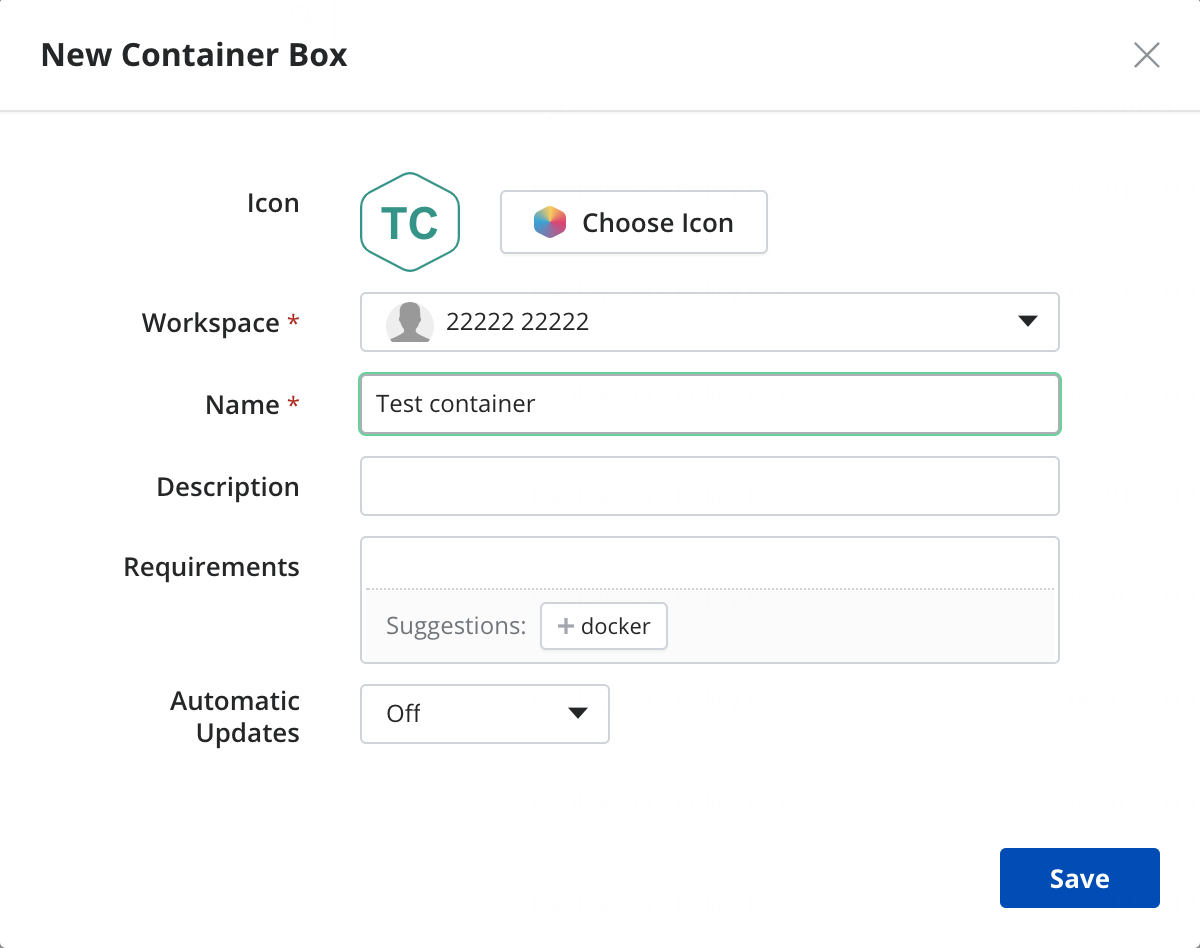 New Container Box
Icon
TC
Choose Icon
Workspace *
22222 22222
Name *
Test container
Description
Requirements
Suggestions:
+ docker
Automatic
Updates
Off
Save